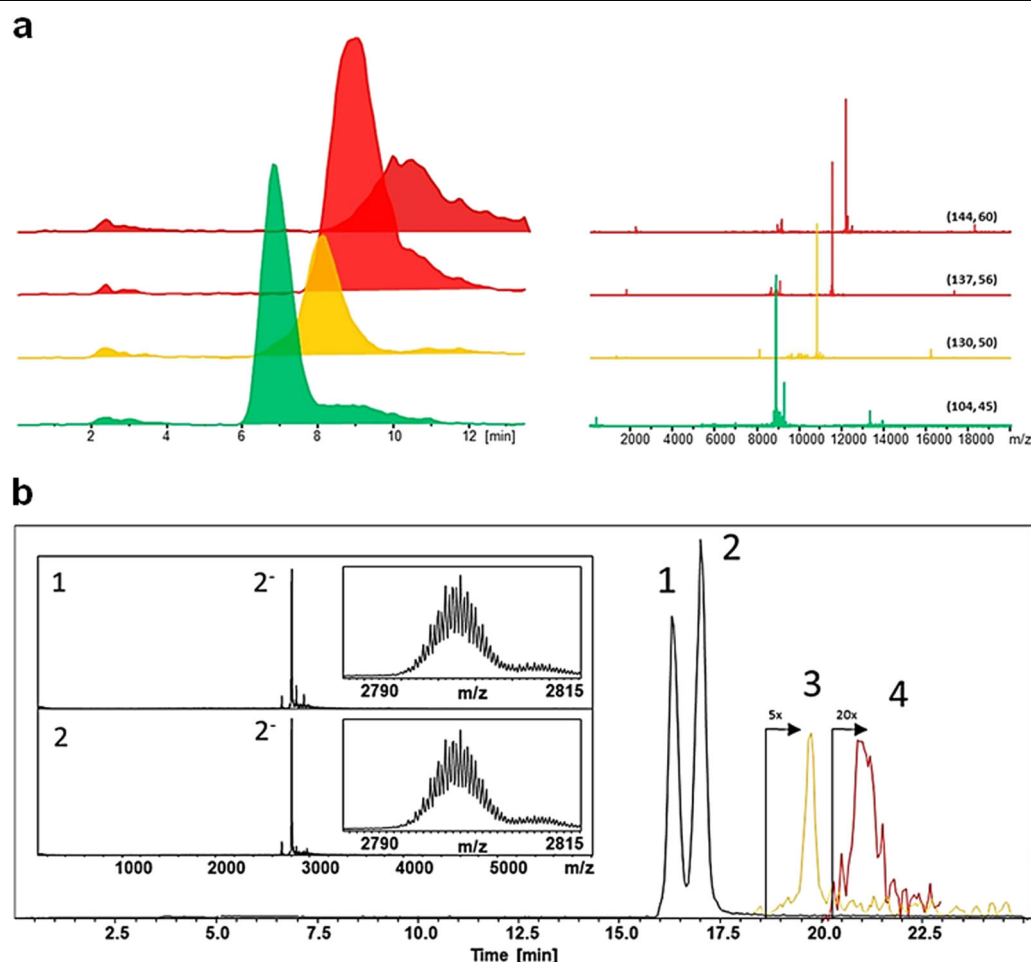 a
(144,60)
(137,56)
(130,50)
(104,45)
2 4 6 8 10 12 [min]
2000 4000 6000 8000 10000 12000 14000 16000 18000 m/z
b
1 2-
2790 m/z 2815
2 2-
2790 m/z 2815
1000 2000 3000 4000 5000 m/z
1 2 3 4
5x 20x
2.5 5.0 7.5 10.0 12.5 15.0 17.5 20.0 22.5
Time [min]